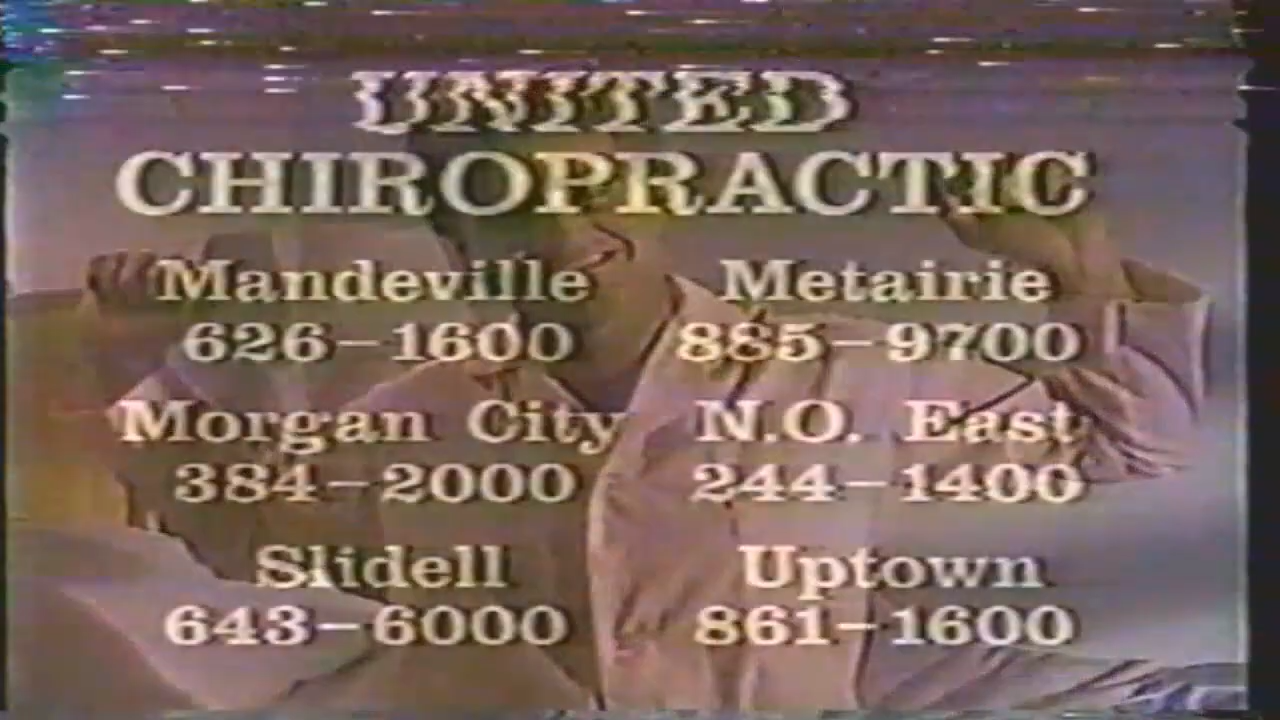 UNITED
CHIROPRACTIC
Mandeville
626-1600
Metairie
885-9700
Morgan City
384-2000
N.O. East
244-1400
Slidell
643-6000
Uptown
861-1600